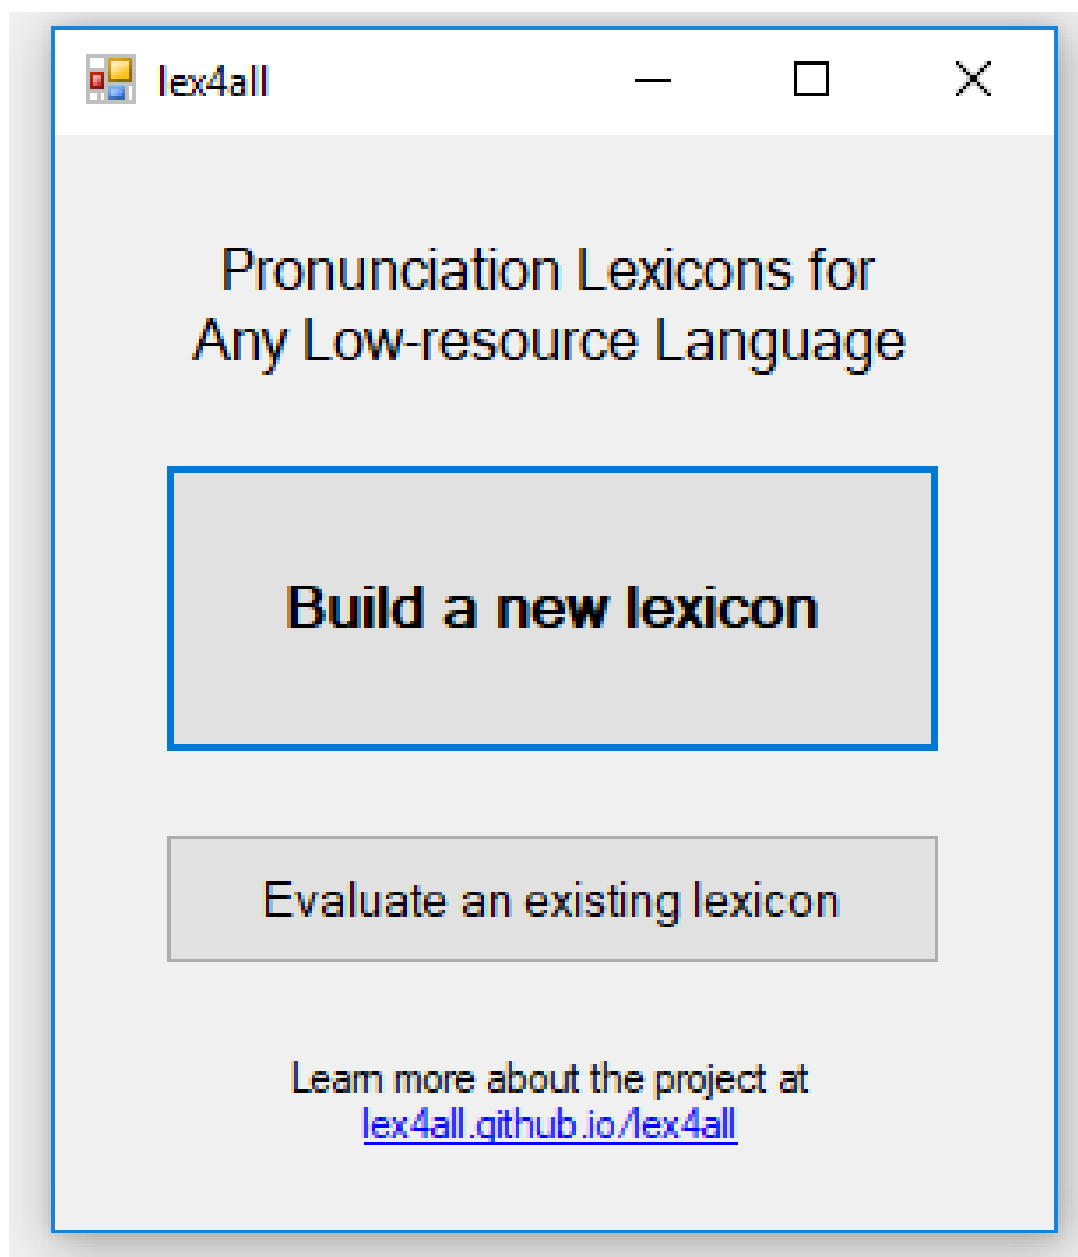 lex4all
Pronunciation Lexicons for
Any Low-resource Language
Build a new lexicon
Evaluate an existing lexicon
Learn more about the project at
lex4all.github.io/lex4all